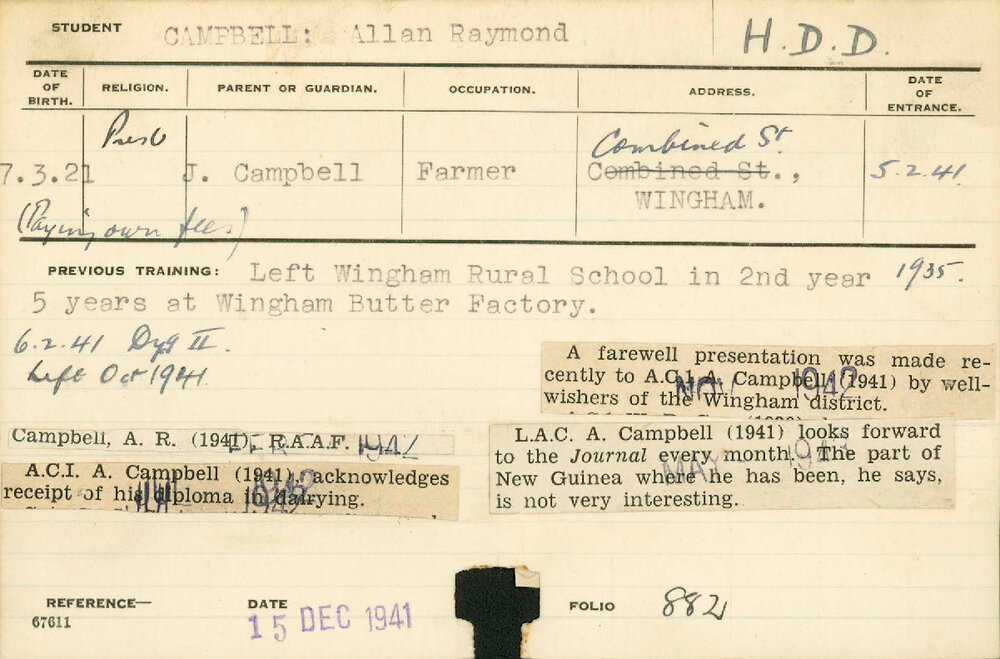 STUDENT CAMPBELL: Allan Raymond H.D.D.
DATE OF BIRTH. RELIGION. PARENT OR GUARDIAN. OCCUPATION. ADDRESS. DATE OF ENTRANCE.
Presb Combined St.
7.3.21 J. Campbell Farmer Combined St., 5.2.41.
WINGHAM.
(Paying own fees)
PREVIOUS TRAINING: Left Wingham Rural School in 2nd year 1935.
5 years at Wingham Butter Factory.
6.2.41 Dyg II.
Left Oct 1941.
A farewell presentation was made re-
cently to A.C.1 A. Campbell (1941) by well-
wishers of the Wingham district.
NOV 1942
Campbell, A. R. (1941), R.A.A.F.
1942
A.C.I. A. Campbell (1941), acknowledges
receipt of his diploma in dairying.
1942
L.A.C. A. Campbell (1941) looks forward
to the Journal every month. The part of
New Guinea where he has been, he says,
is not very interesting.
REFERENCE— DATE 15 DEC 1941 FOLIO 882
67611